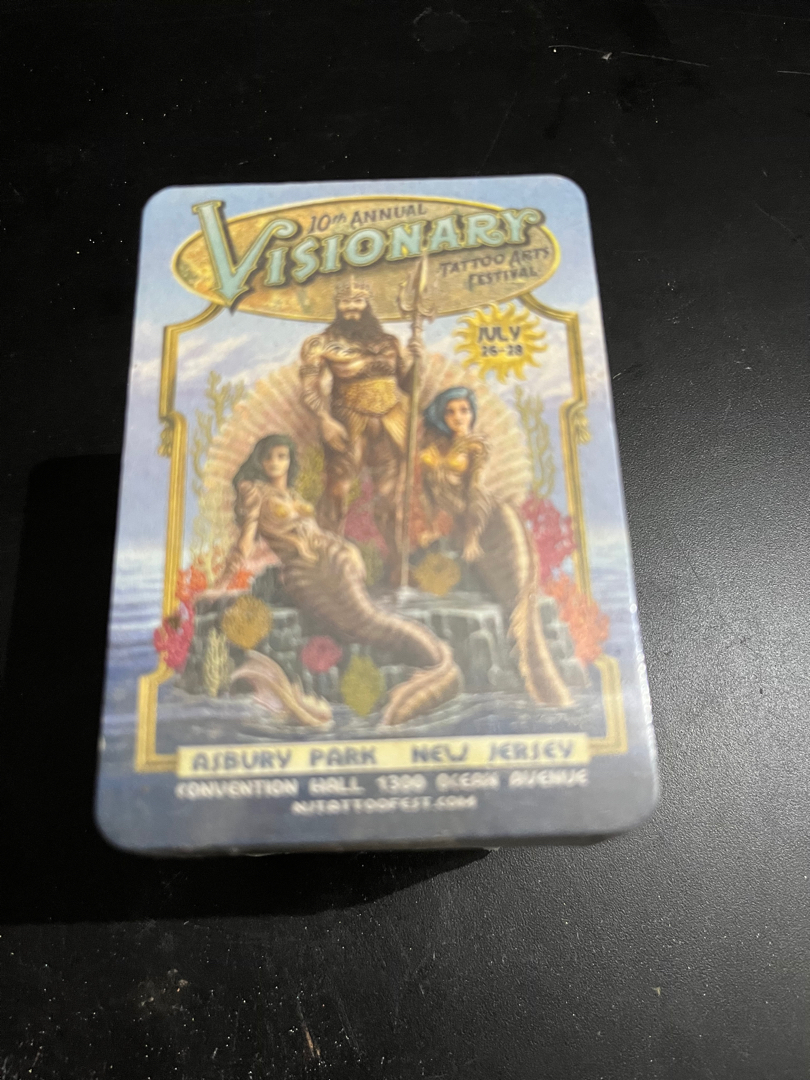 10th ANNUAL
VISIONARY
TATTOO ARTS
FESTIVAL
JULY
26-28
ASBURY PARK NEW JERSEY
CONVENTION HALL 1300 OCEAN AVENUE
NJTATTOOFEST.COM